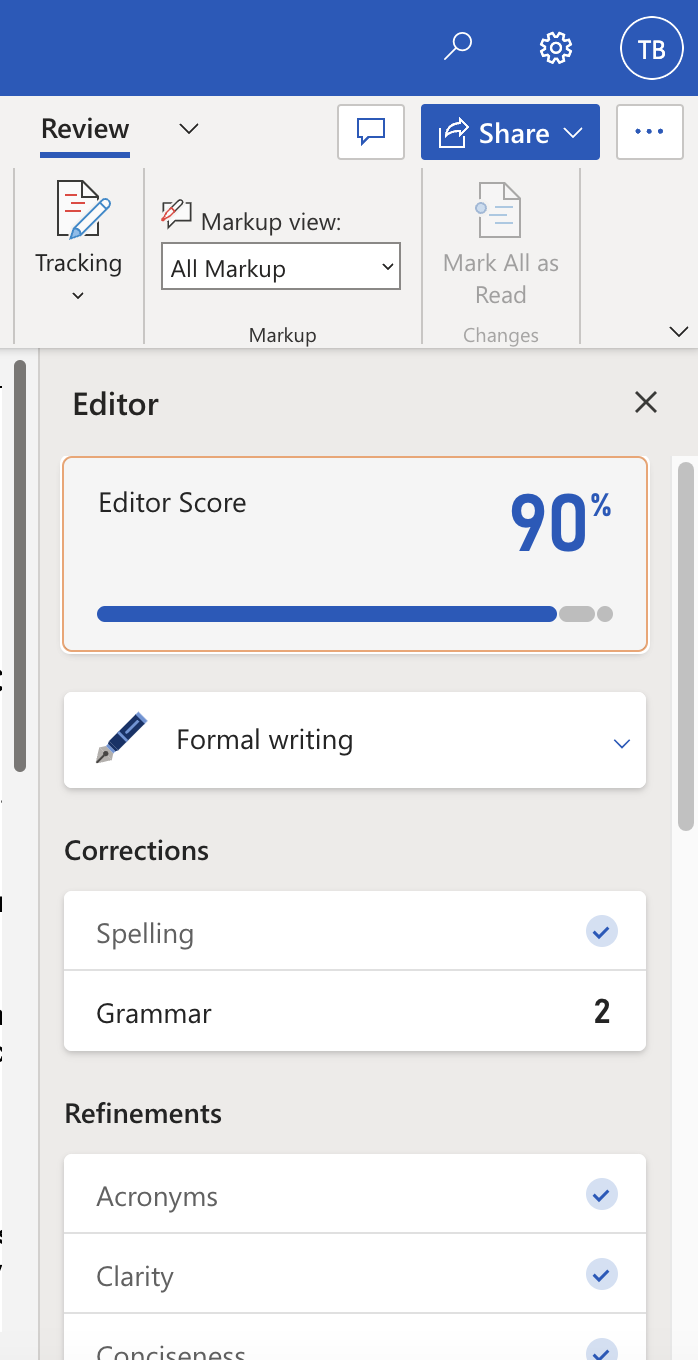 TB
Review
Share
Tracking
Markup view:
All Markup
Markup
Mark All as
Read
Changes
Editor
Editor Score
90%
Formal writing
Corrections
Spelling
Grammar
2
Refinements
Acronyms
Clarity
Conciseness